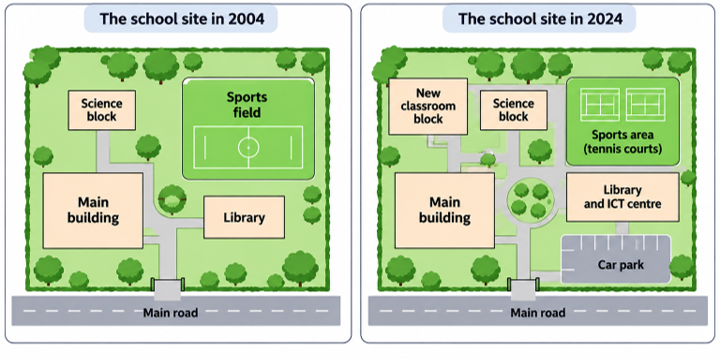 The school site in 2004
Science
block
Sports
field
Main
building
Library
Main road
The school site in 2024
New
classroom
block
Science
block
Sports area
(tennis courts)
Main
building
Library
and ICT centre
Car park
Main road